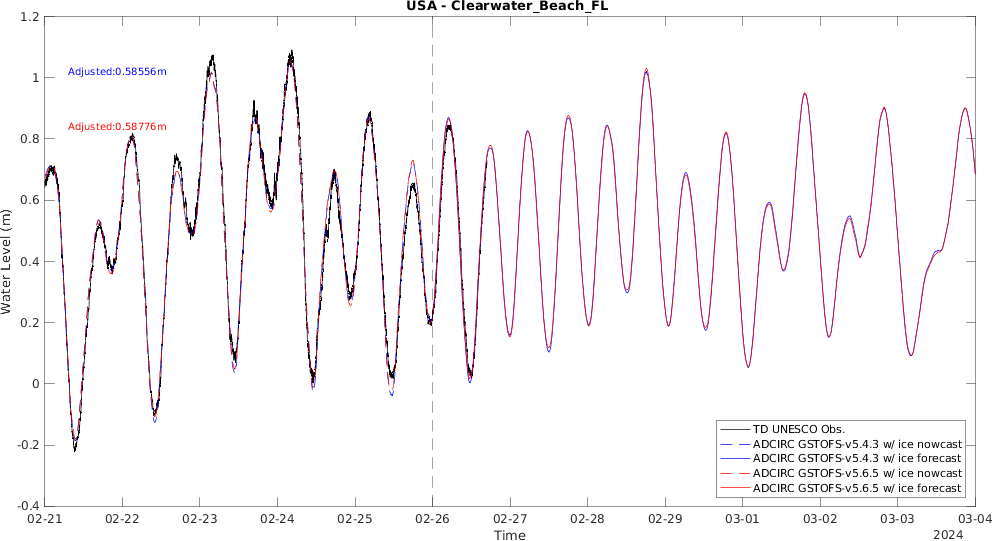 USA - Clearwater_Beach_FL
1.2
1
0.8
0.6
0.4
0.2
0
-0.2
-0.4
Water Level (m)
Adjusted:0.58556m
Adjusted:0.58776m
TD UNESCO Obs.
ADCIRC GSTOFS-v5.4.3 w/ ice nowcast
ADCIRC GSTOFS-v5.4.3 w/ ice forecast
ADCIRC GSTOFS-v5.6.5 w/ ice nowcast
ADCIRC GSTOFS-v5.6.5 w/ ice forecast
02-21 02-22 02-23 02-24 02-25 02-26 02-27 02-28 02-29 03-01 03-02 03-03 03-04
Time
2024